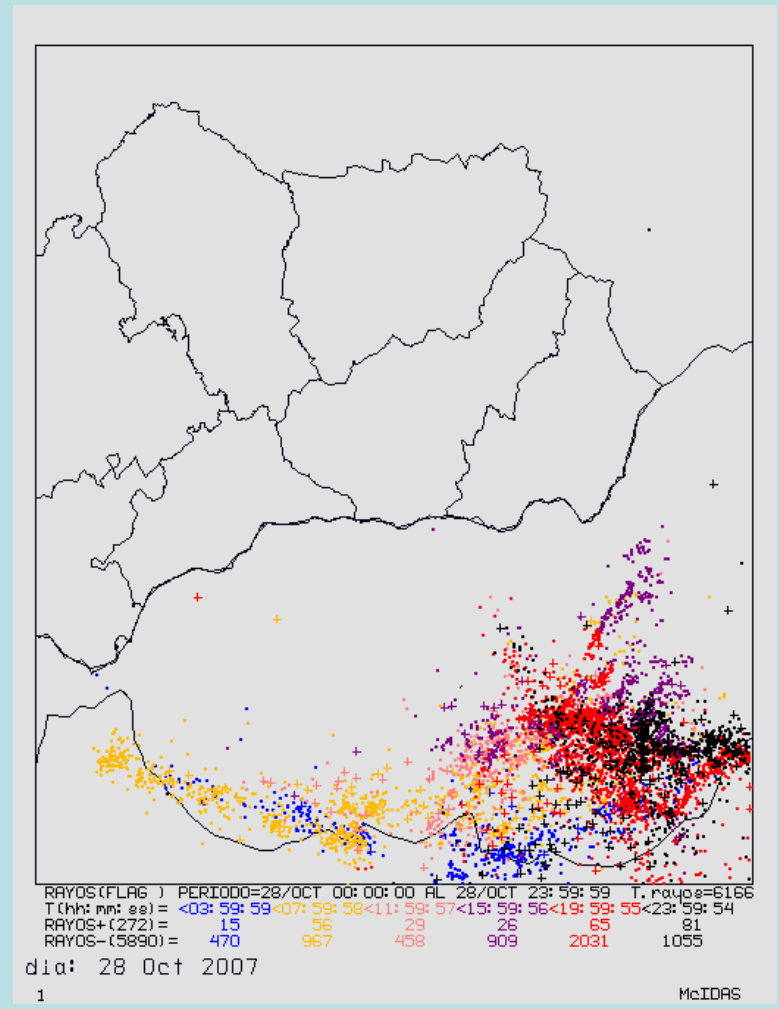 RAYOS(FLAG ) PERIODO=28/OCT 00:00:00 AL 28/OCT 23:59:59 T.rayos=6166
T(hh:mm:ss)= <03:59:59<07:59:58<11:59:57<15:59:56<19:59:55<23:59:54
RAYOS+(272)= 15 56 29 26 65 81
RAYOS-(5890)= 470 967 458 909 2031 1055
dia: 28 Oct 2007
1 McIDAS